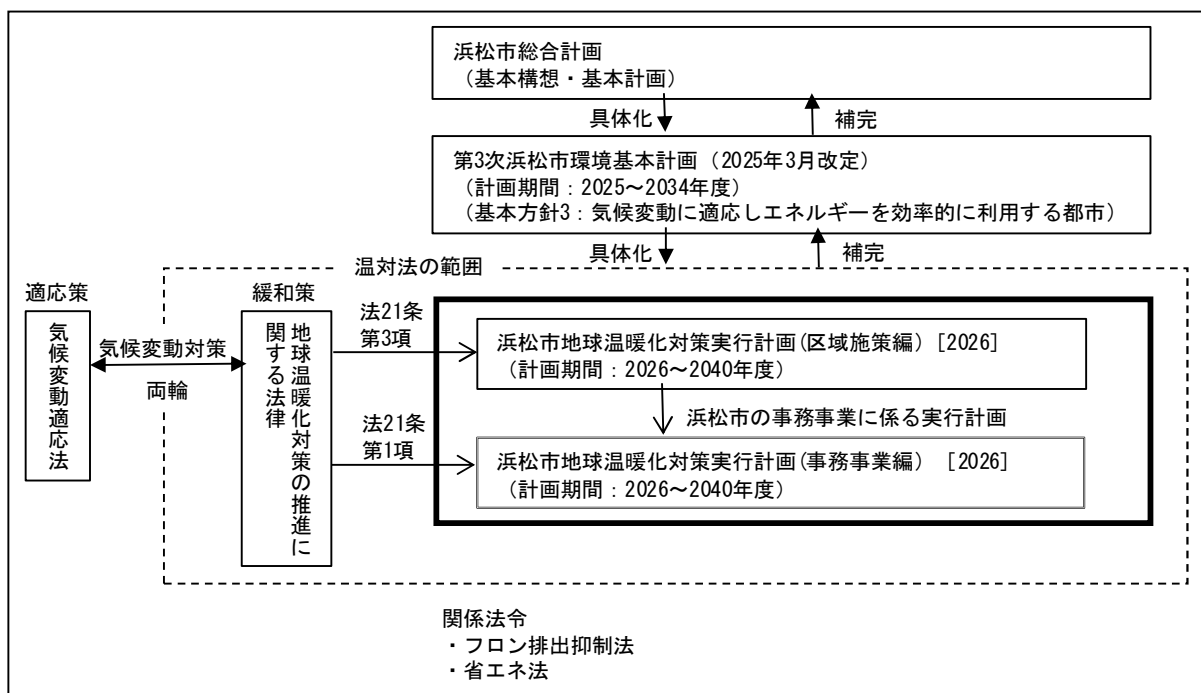 浜松市総合計画
（基本構想・基本計画）
具体化
補完
第3次浜松市環境基本計画（2025年3月改定）
（計画期間：2025～2034年度）
（基本方針3：気候変動に適応しエネルギーを効率的に利用する都市）
具体化
補完
温対法の範囲
適応策
気候変動適応法
気候変動対策
両輪
緩和策
地球温暖化対策の推進に
関する法律
法21条
第3項
浜松市地球温暖化対策実行計画(区域施策編）[2026]
（計画期間：2026～2040年度）
浜松市の事務事業に係る実行計画
法21条
第1項
浜松市地球温暖化対策実行計画(事務事業編） [2026]
（計画期間：2026～2040年度）
関係法令
・フロン排出抑制法
・省エネ法